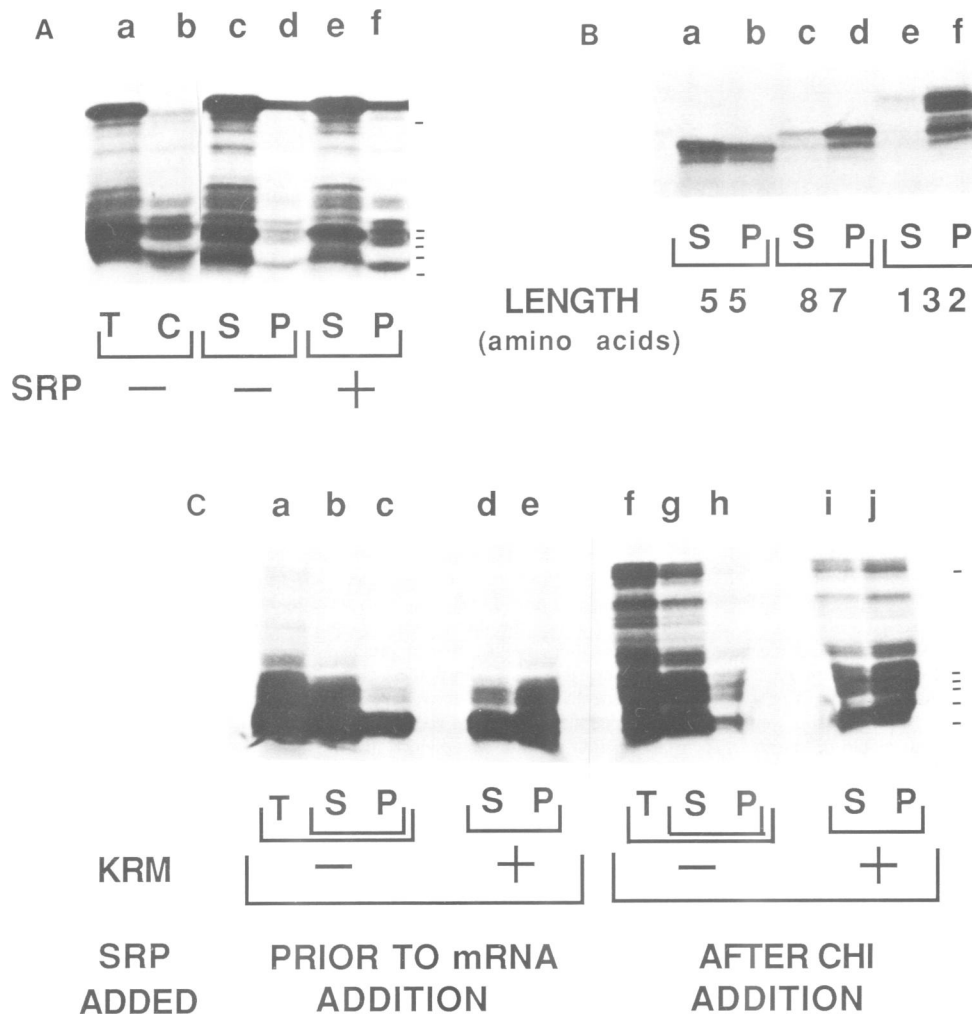 A a b c d e f
T C S P S P
SRP — — +
B a b c d e f
S P S P S P
LENGTH 55 87 132
(amino acids)
C a b c d e f g h i j
T S P S P T S P S P
KRM — + — +
SRP ADDED
PRIOR TO mRNA ADDITION
AFTER CHI ADDITION